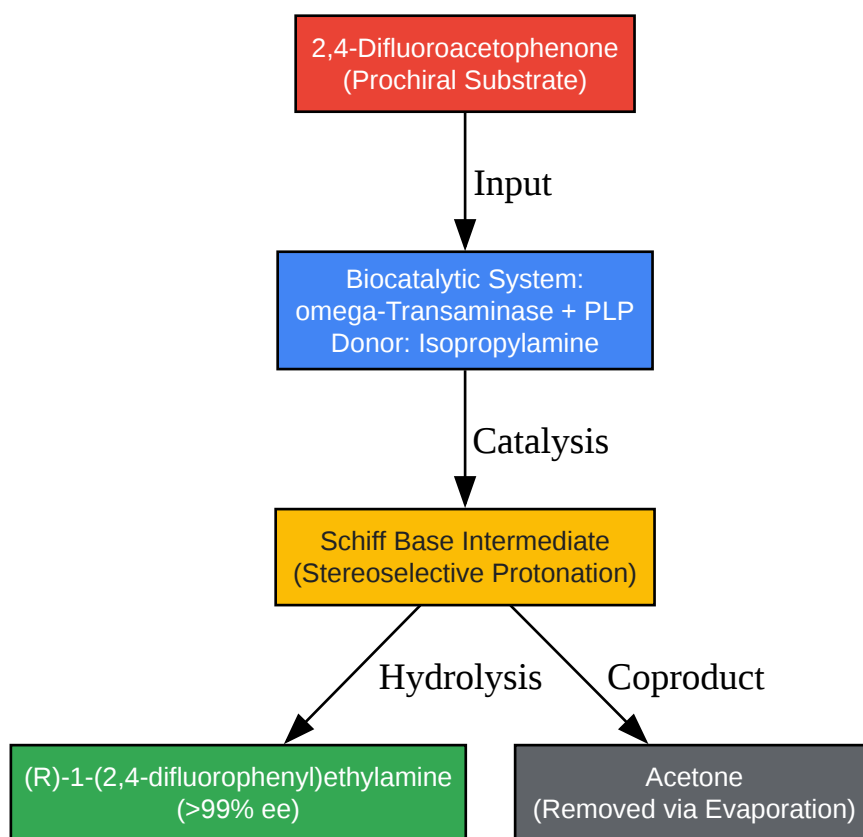 2,4-Difluoroacetophenone
(Prochiral Substrate)
Input
Biocatalytic System:
omega-Transaminase + PLP
Donor: Isopropylamine
Catalysis
Schiff Base Intermediate
(Stereoselective Protonation)
Hydrolysis
Coproduct
(R)-1-(2,4-difluorophenyl)ethylamine
(>99% ee)
Acetone
(Removed via Evaporation)